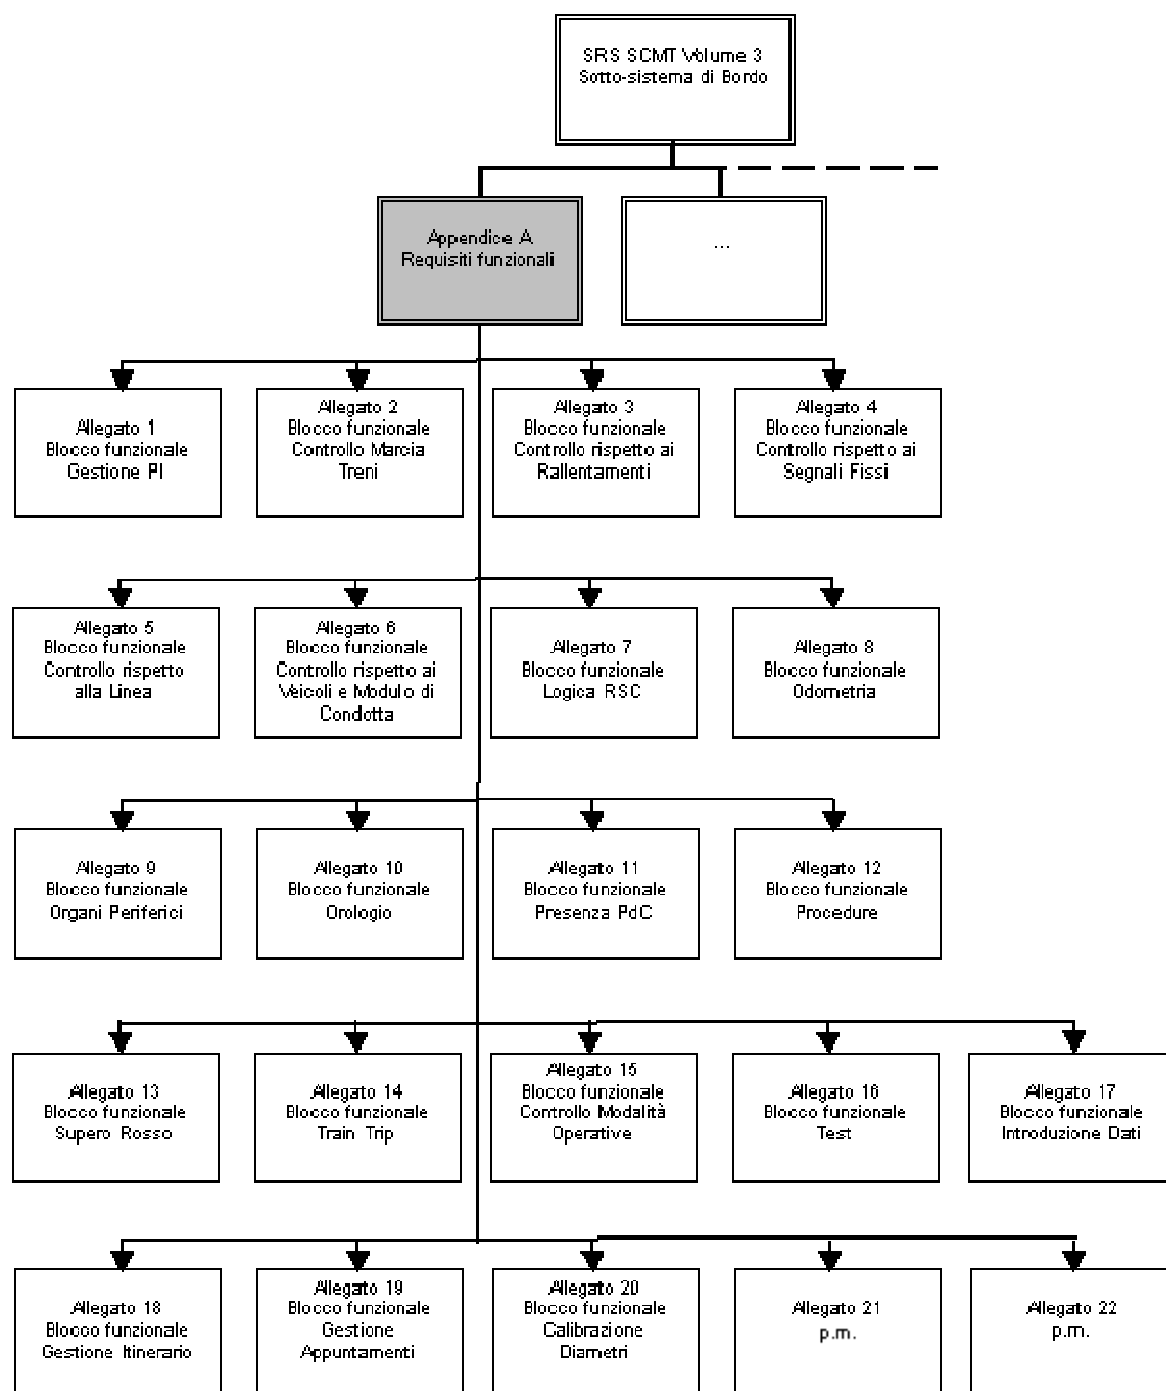 SRS SCMT Volume 3
Sotto-sistema di Bordo
Appendice A
Requisiti funzionali
...
Allegato 1
Blocco funzionale
Gestione PI
Allegato 2
Blocco funzionale
Controllo Marcia
Treni
Allegato 3
Blocco funzionale
Controllo rispetto ai
Rallentamenti
Allegato 4
Blocco funzionale
Controllo rispetto ai
Segnali Fissi
Allegato 5
Blocco funzionale
Controllo rispetto
alla Linea
Allegato 6
Blocco funzionale
Controllo rispetto ai
Veicoli e Modulo di
Condotta
Allegato 7
Blocco funzionale
Logica RSC
Allegato 8
Blocco funzionale
Odometria
Allegato 9
Blocco funzionale
Organi Periferici
Allegato 10
Blocco funzionale
Orologio
Allegato 11
Blocco funzionale
Presenza PdC
Allegato 12
Blocco funzionale
Procedure
Allegato 13
Blocco funzionale
Supero Rosso
Allegato 14
Blocco funzionale
Train Trip
Allegato 15
Blocco funzionale
Controllo Modalità
Operative
Allegato 16
Blocco funzionale
Test
Allegato 17
Blocco funzionale
Introduzione Dati
Allegato 18
Blocco funzionale
Gestione Itinerario
Allegato 19
Blocco funzionale
Gestione
Appuntamenti
Allegato 20
Blocco funzionale
Calibrazione
Diametri
Allegato 21
p.m.
Allegato 22
p.m.